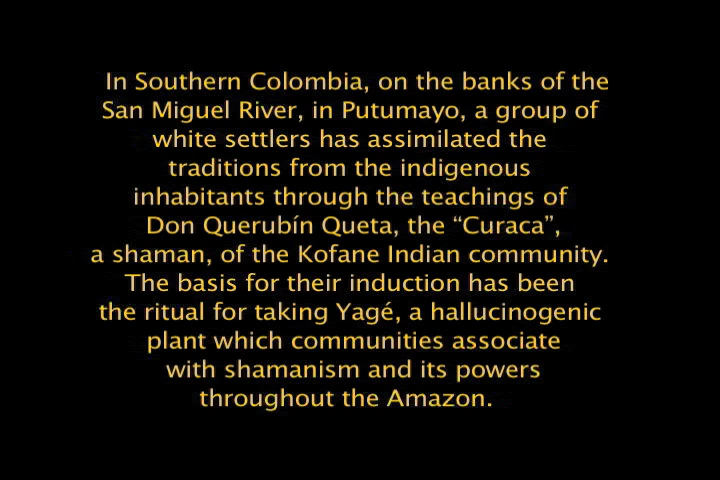 In Southern Colombia, on the banks of the
San Miguel River, in Putumayo, a group of
white settlers has assimilated the
traditions from the indigenous
inhabitants through the teachings of
Don Querubín Queta, the “Curaca”,
a shaman, of the Kofane Indian community.
The basis for their induction has been
the ritual for taking Yagé, a hallucinogenic
plant which communities associate
with shamanism and its powers
throughout the Amazon.